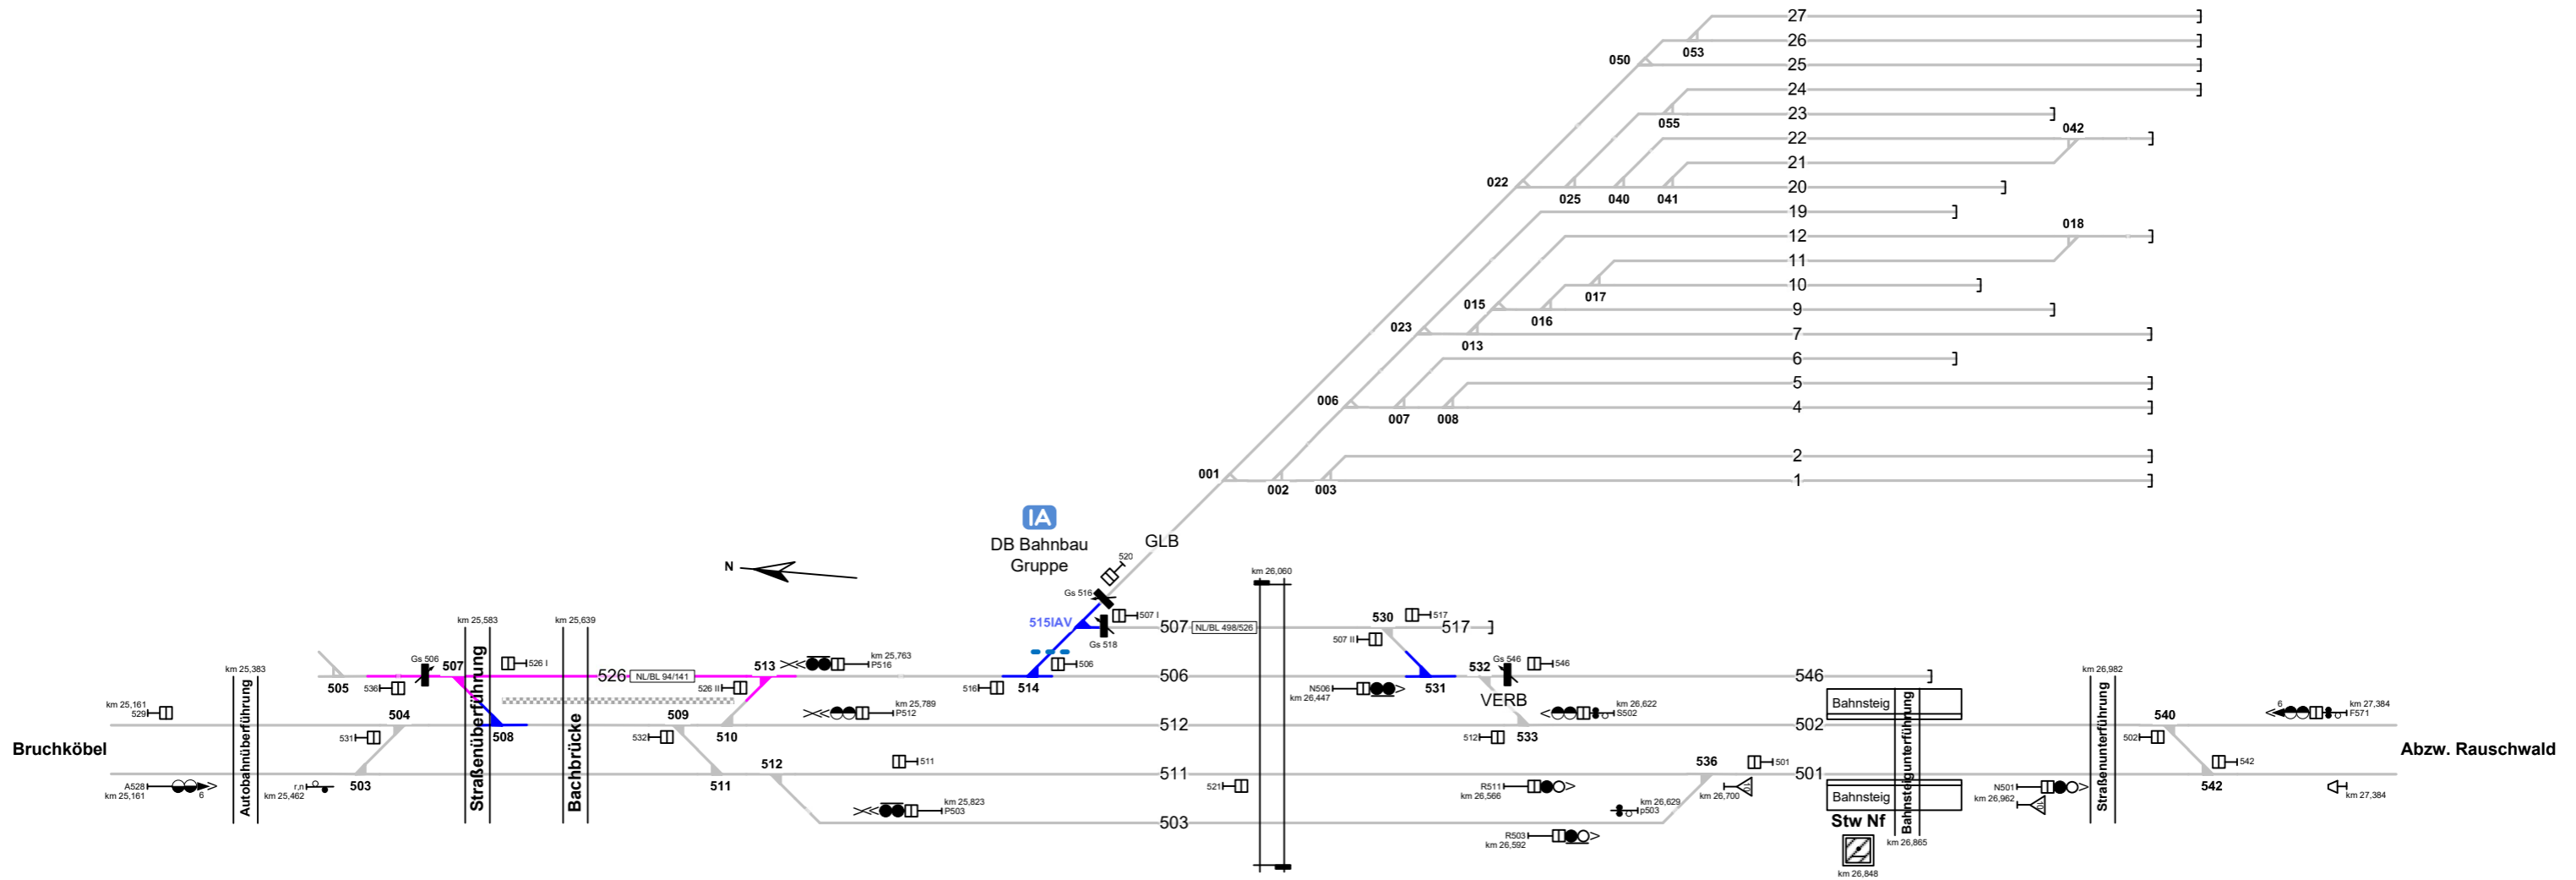 27
053
26
050
25
24
055
23
042
22
21
022
025
040
041
20
19
018
12
11
017
10
015
016
9
023
013
7
6
5
006
007
008
4
2
001
002
003
1
IA
DB Bahnbau
Gruppe
GLB
N
520
Gs 516
507 I
515IAV
Gs 518
507
NL/BL 498/526
km 26,060
530
517
517
507 II
km 25,583
km 25,639
km 25,383
Gs 506
507
526 I
505
536
526
NL/BL 94/141
526 II
513
km 25,763
P516
506
516
514
506
N506
km 26,447
531
532
Gs 546
546
VERB
546
km 26,982
km 25,161
529
504
531
508
509
532
510
km 25,789
P512
512
512
533
km 26,622
S502
Bahnsteig
502
540
502
6
km 27,384
F571
Bruchköbel
Abzw. Rauschwald
Autobahnüberführung
Straßenüberführung
Bachbrücke
Bahnsteigunterführung
Straßenunterführung
A528
km 25,161
6
r,n
km 25,462
503
511
512
511
511
521
R511
km 26,566
536
km 26,700
501
501
Bahnsteig
N501
km 26,962
542
542
km 27,384
km 25,823
P503
503
km 26,629
p503
R503
km 26,592
Stw Nf
km 26,865
km 26,848